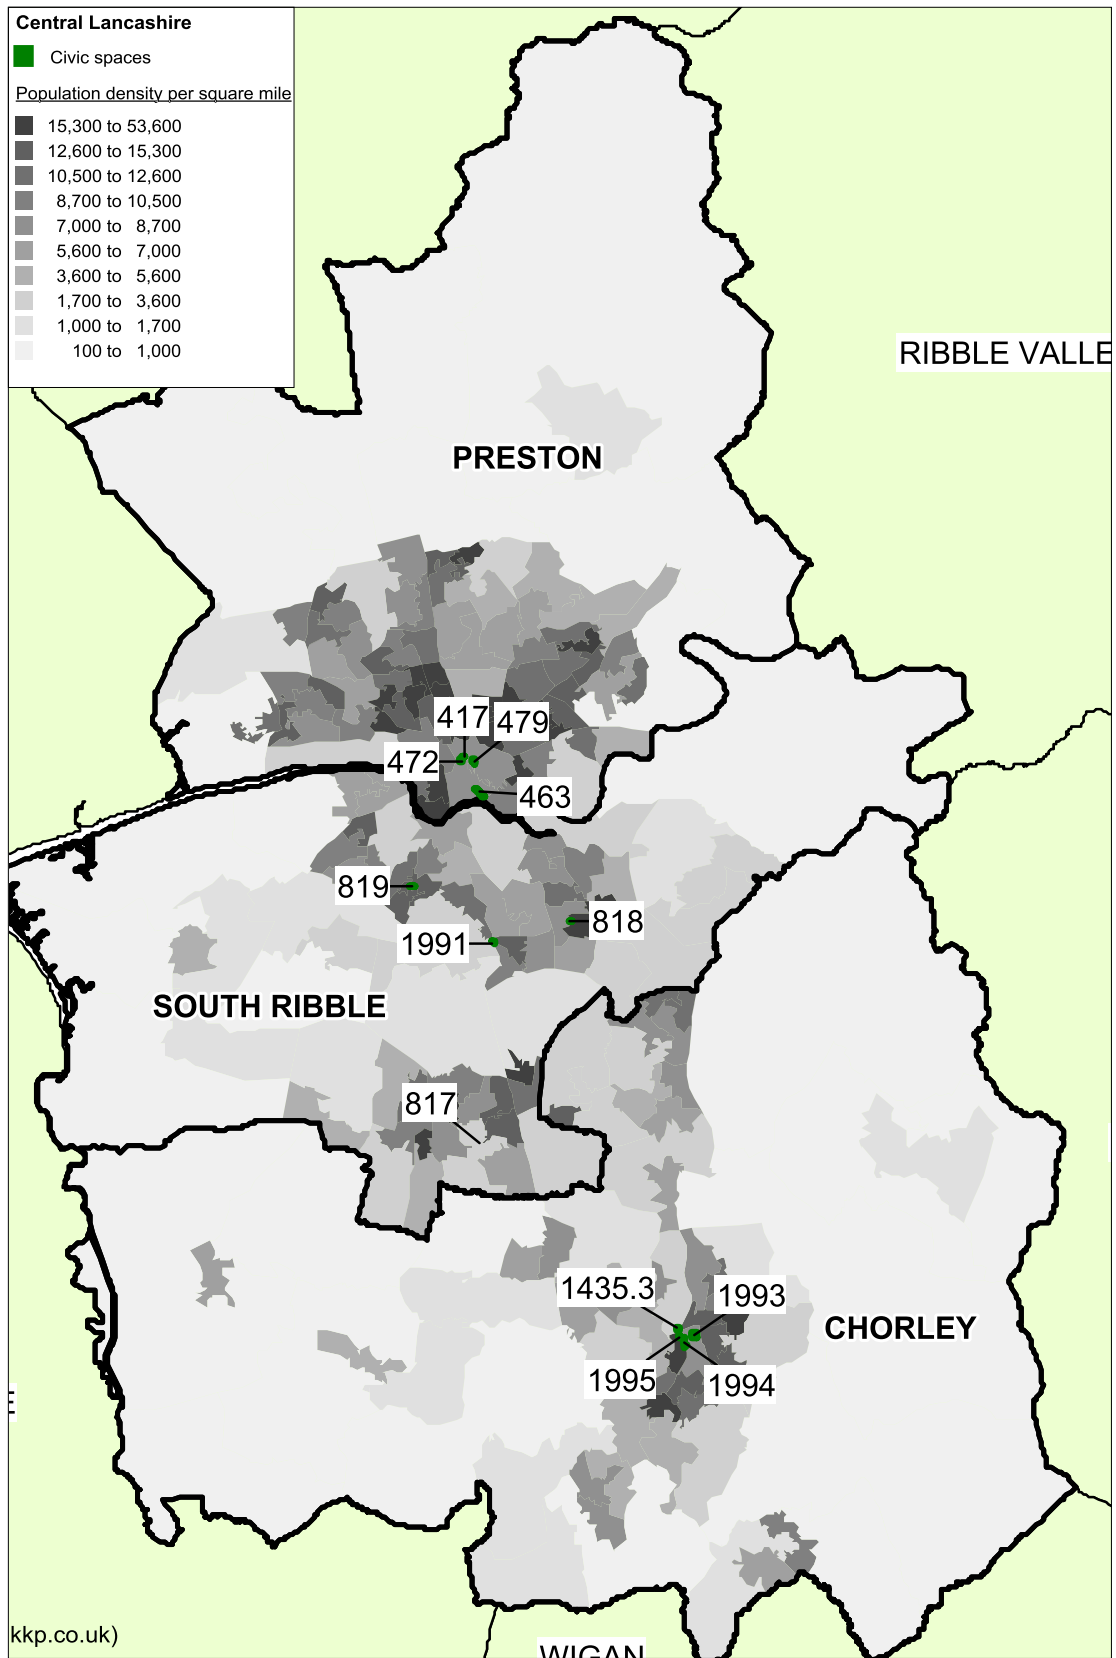 Central Lancashire
Civic spaces
Population density per square mile
15,300 to 53,600
12,600 to 15,300
10,500 to 12,600
8,700 to 10,500
7,000 to 8,700
5,600 to 7,000
3,600 to 5,600
1,700 to 3,600
1,000 to 1,700
100 to 1,000
RIBBLE VALLE
PRESTON
417
479
472
463
819
818
1991
SOUTH RIBBLE
817
1435.3
1993
CHORLEY
1995
1994
E
kkp.co.uk)
WIGAN